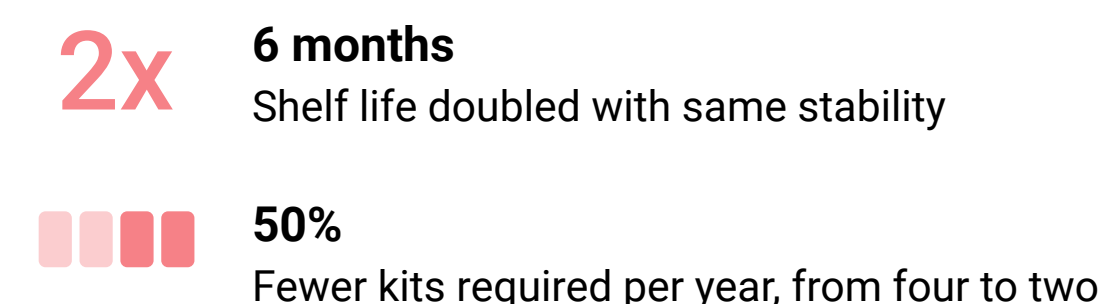 2x
6 months
Shelf life doubled with same stability
50%
Fewer kits required per year, from four to two